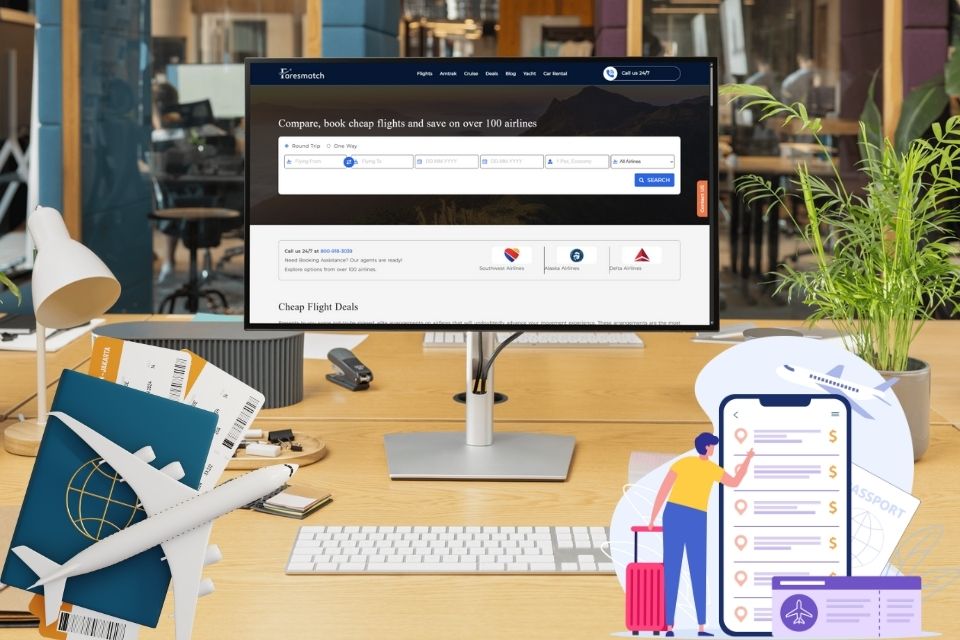 Faresmatch
Flights Amtrak Cruise Deals Blog Yacht Car Rental
Call us 24/7
Compare, book cheap flights and save on over 100 airlines
Round Trip One Way
Flying From Flying To DD MM YYYY DD MM YYYY 1 Pax, Economy All Airlines
SEARCH
Contact US
Call us 24/7 at 800-918-3039
Need Booking Assistance? Our agents are ready!
Explore options from over 100 airlines.
Southwest Airlines Alaska Airlines Delta Airlines
Cheap Flight Deals
JAKARTA
PASSPORT
$
$
$
$
$